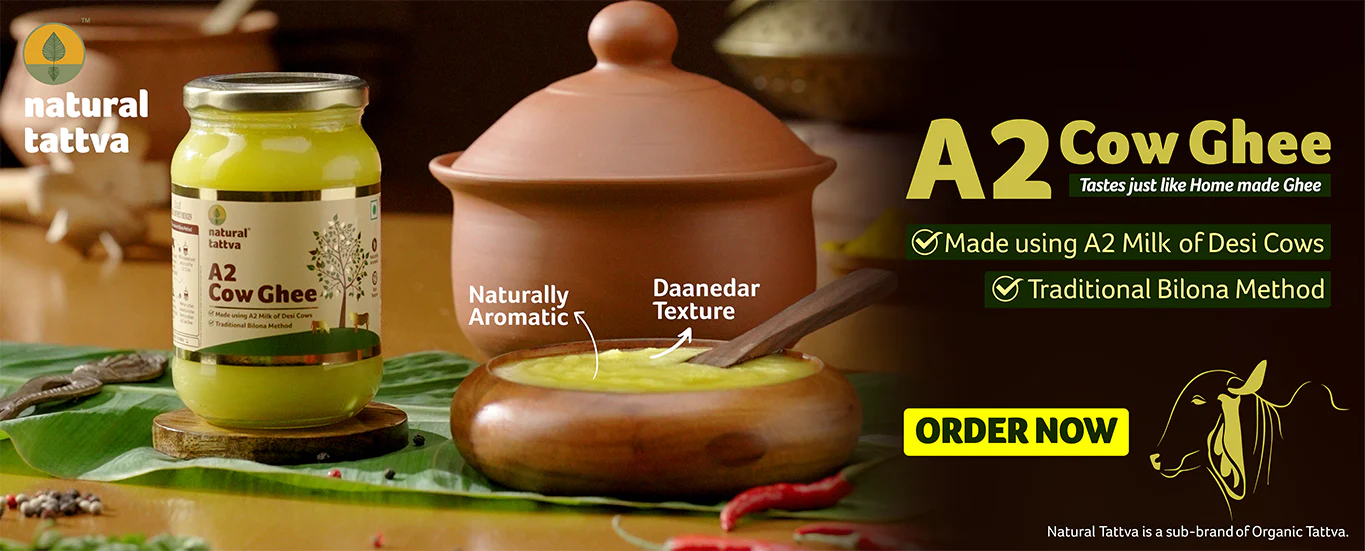 TM
natural
tattva
natural
tattva
A2
Cow Ghee
Made using A2 Milk of Desi Cows
Traditional Bilona Method
Naturally
Aromatic
Daanedar
Texture
A2 Cow Ghee
Tastes just like Home made Ghee
Made using A2 Milk of Desi Cows
Traditional Bilona Method
ORDER NOW
Natural Tattva is a sub-brand of Organic Tattva.